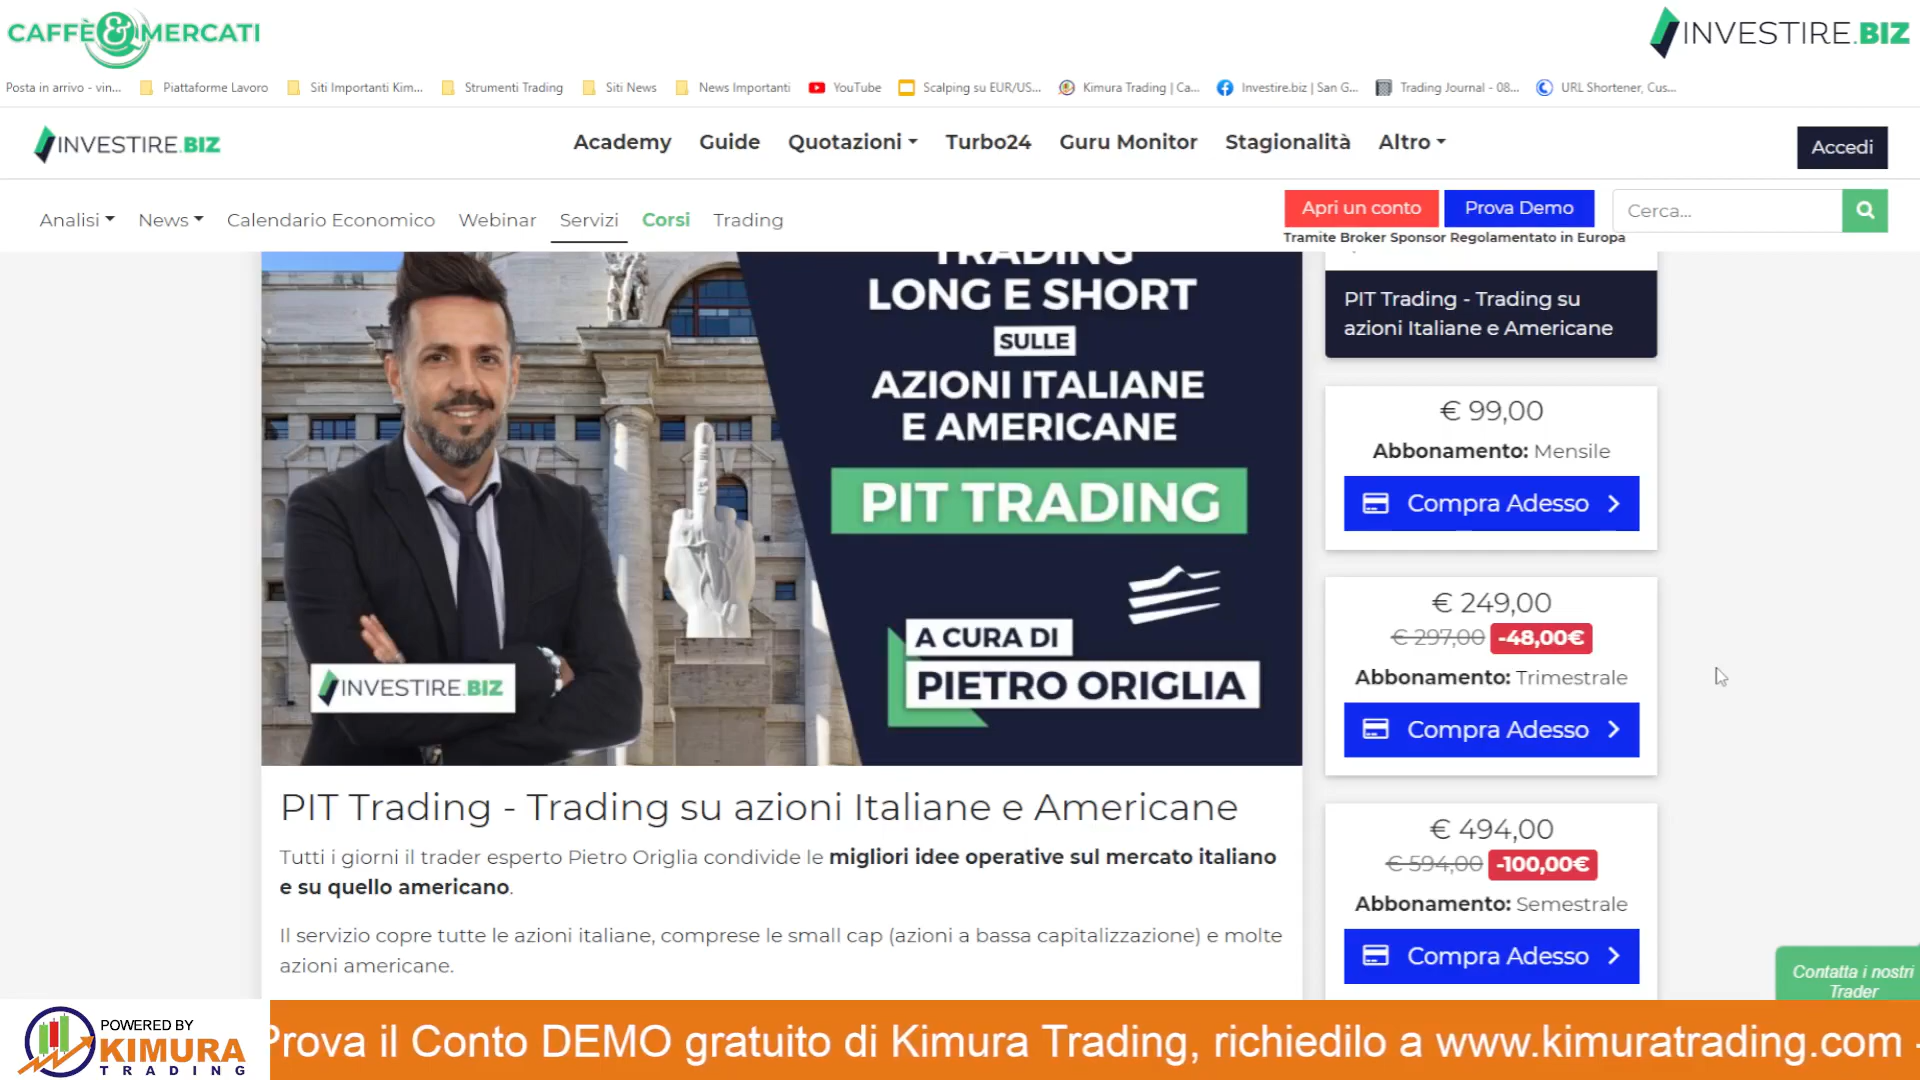 CAFFÈ&MERCATI
INVESTIRE.BIZ
Posta in arrivo - vin...
Piattaforme Lavoro
Siti Importanti Kim...
Strumenti Trading
Siti News
News Importanti
YouTube
Scalping su EUR/US...
Kimura Trading | Ca...
Investire.biz | San G...
Trading Journal - 08...
URL Shortener, Cus...
INVESTIRE.BIZ
Academy
Guide
Quotazioni
Turbo24
Guru Monitor
Stagionalità
Altro
Accedi
Analisi
News
Calendario Economico
Webinar
Servizi
Corsi
Trading
Apri un conto
Prova Demo
Cerca...
Tramite Broker Sponsor Regolamentato in Europa
TRADING
LONG E SHORT
SULLE
AZIONI ITALIANE
E AMERICANE
PIT TRADING
A CURA DI
PIETRO ORIGLIA
INVESTIRE.BIZ
PIT Trading - Trading su
azioni Italiane e Americane
€ 99,00
Abbonamento: Mensile
Compra Adesso
€ 249,00
€ 297,00 -48,00€
Abbonamento: Trimestrale
Compra Adesso
€ 494,00
€ 594,00 -100,00€
Abbonamento: Semestrale
Compra Adesso
PIT Trading - Trading su azioni Italiane e Americane
Tutti i giorni il trader esperto Pietro Origlia condivide le migliori idee operative sul mercato italiano
e su quello americano.
Il servizio copre tutte le azioni italiane, comprese le small cap (azioni a bassa capitalizzazione) e molte
azioni americane.
Contatta i nostri
Trader
POWERED BY
KIMURA
TRADING
Prova il Conto DEMO gratuito di Kimura Trading, richiedilo a www.kimuratrading.com -